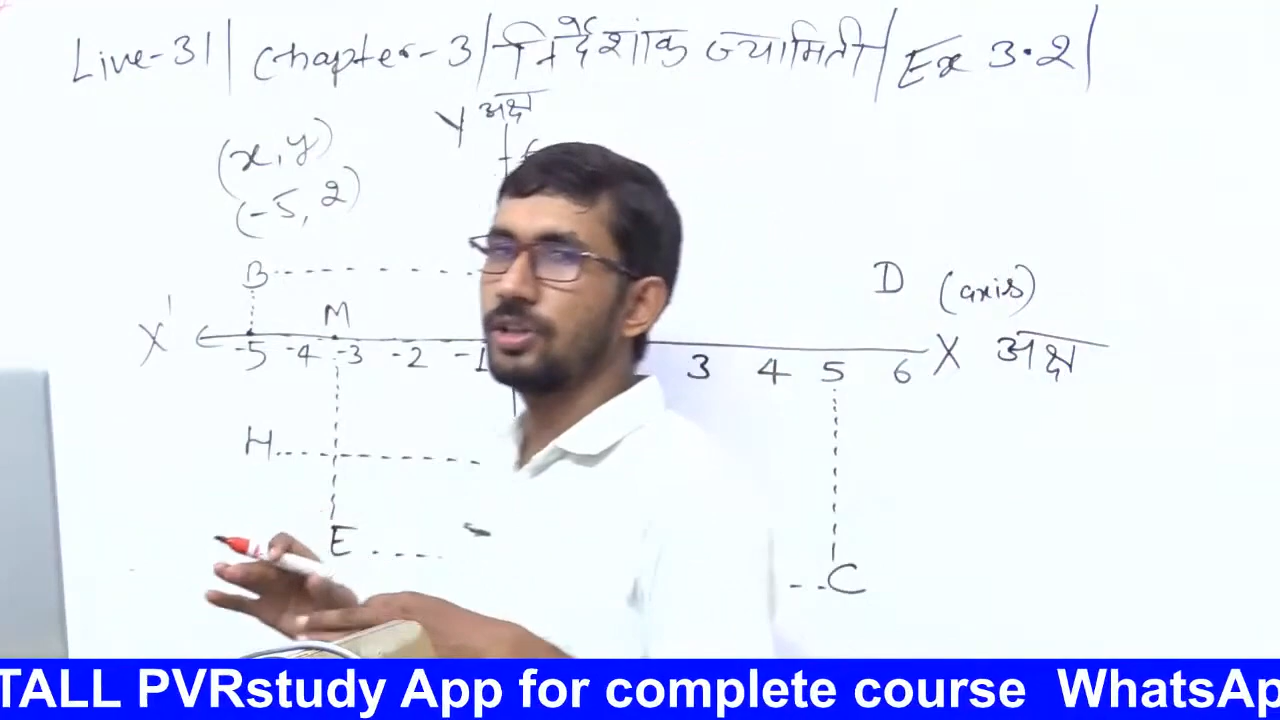 Live-31 | Chapter-3 | निर्देशांक ज्यामिती | Ex 3.2 |
Y अक्ष
(x, y)
(-5, 2)
B
D (axis)
M
X' -5 -4 -3 -2 -1 3 4 5 6 X अक्ष
H
E
C
TALL PVRstudy App for complete course WhatsAp